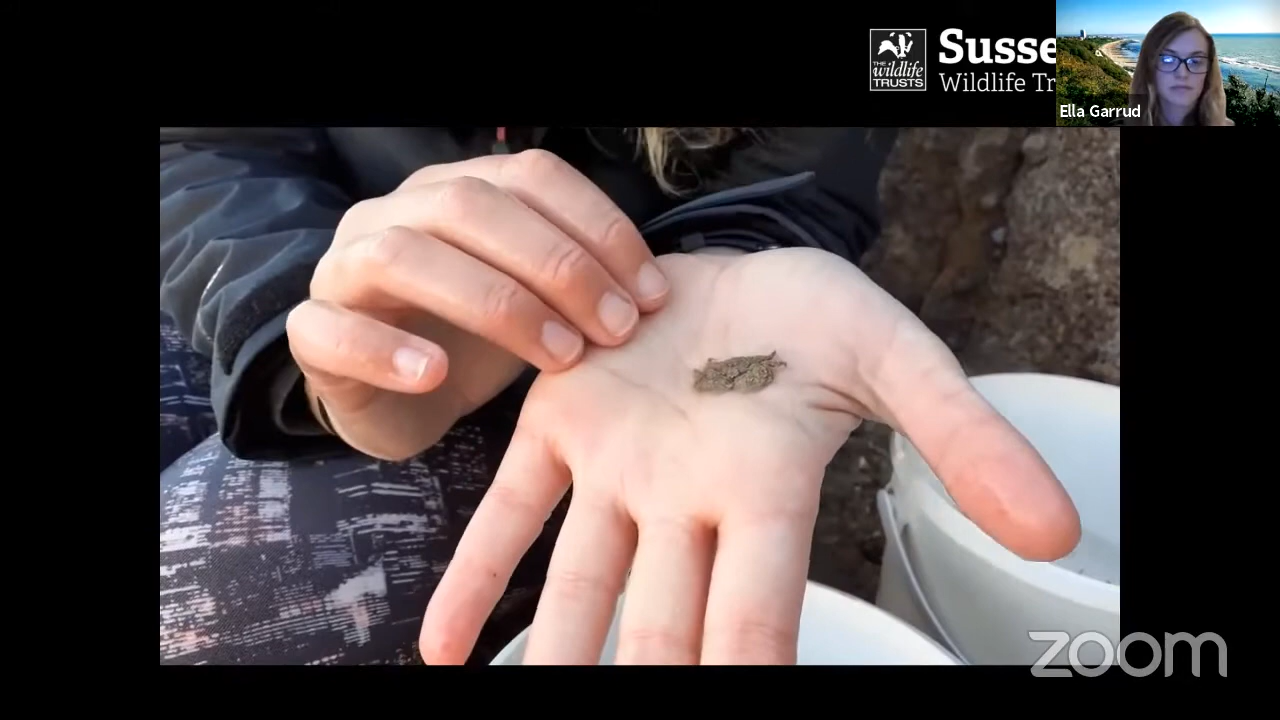 THE
wildlife
TRUSTS
Susse
Wildlife Tr
Ella Garrud
zoom